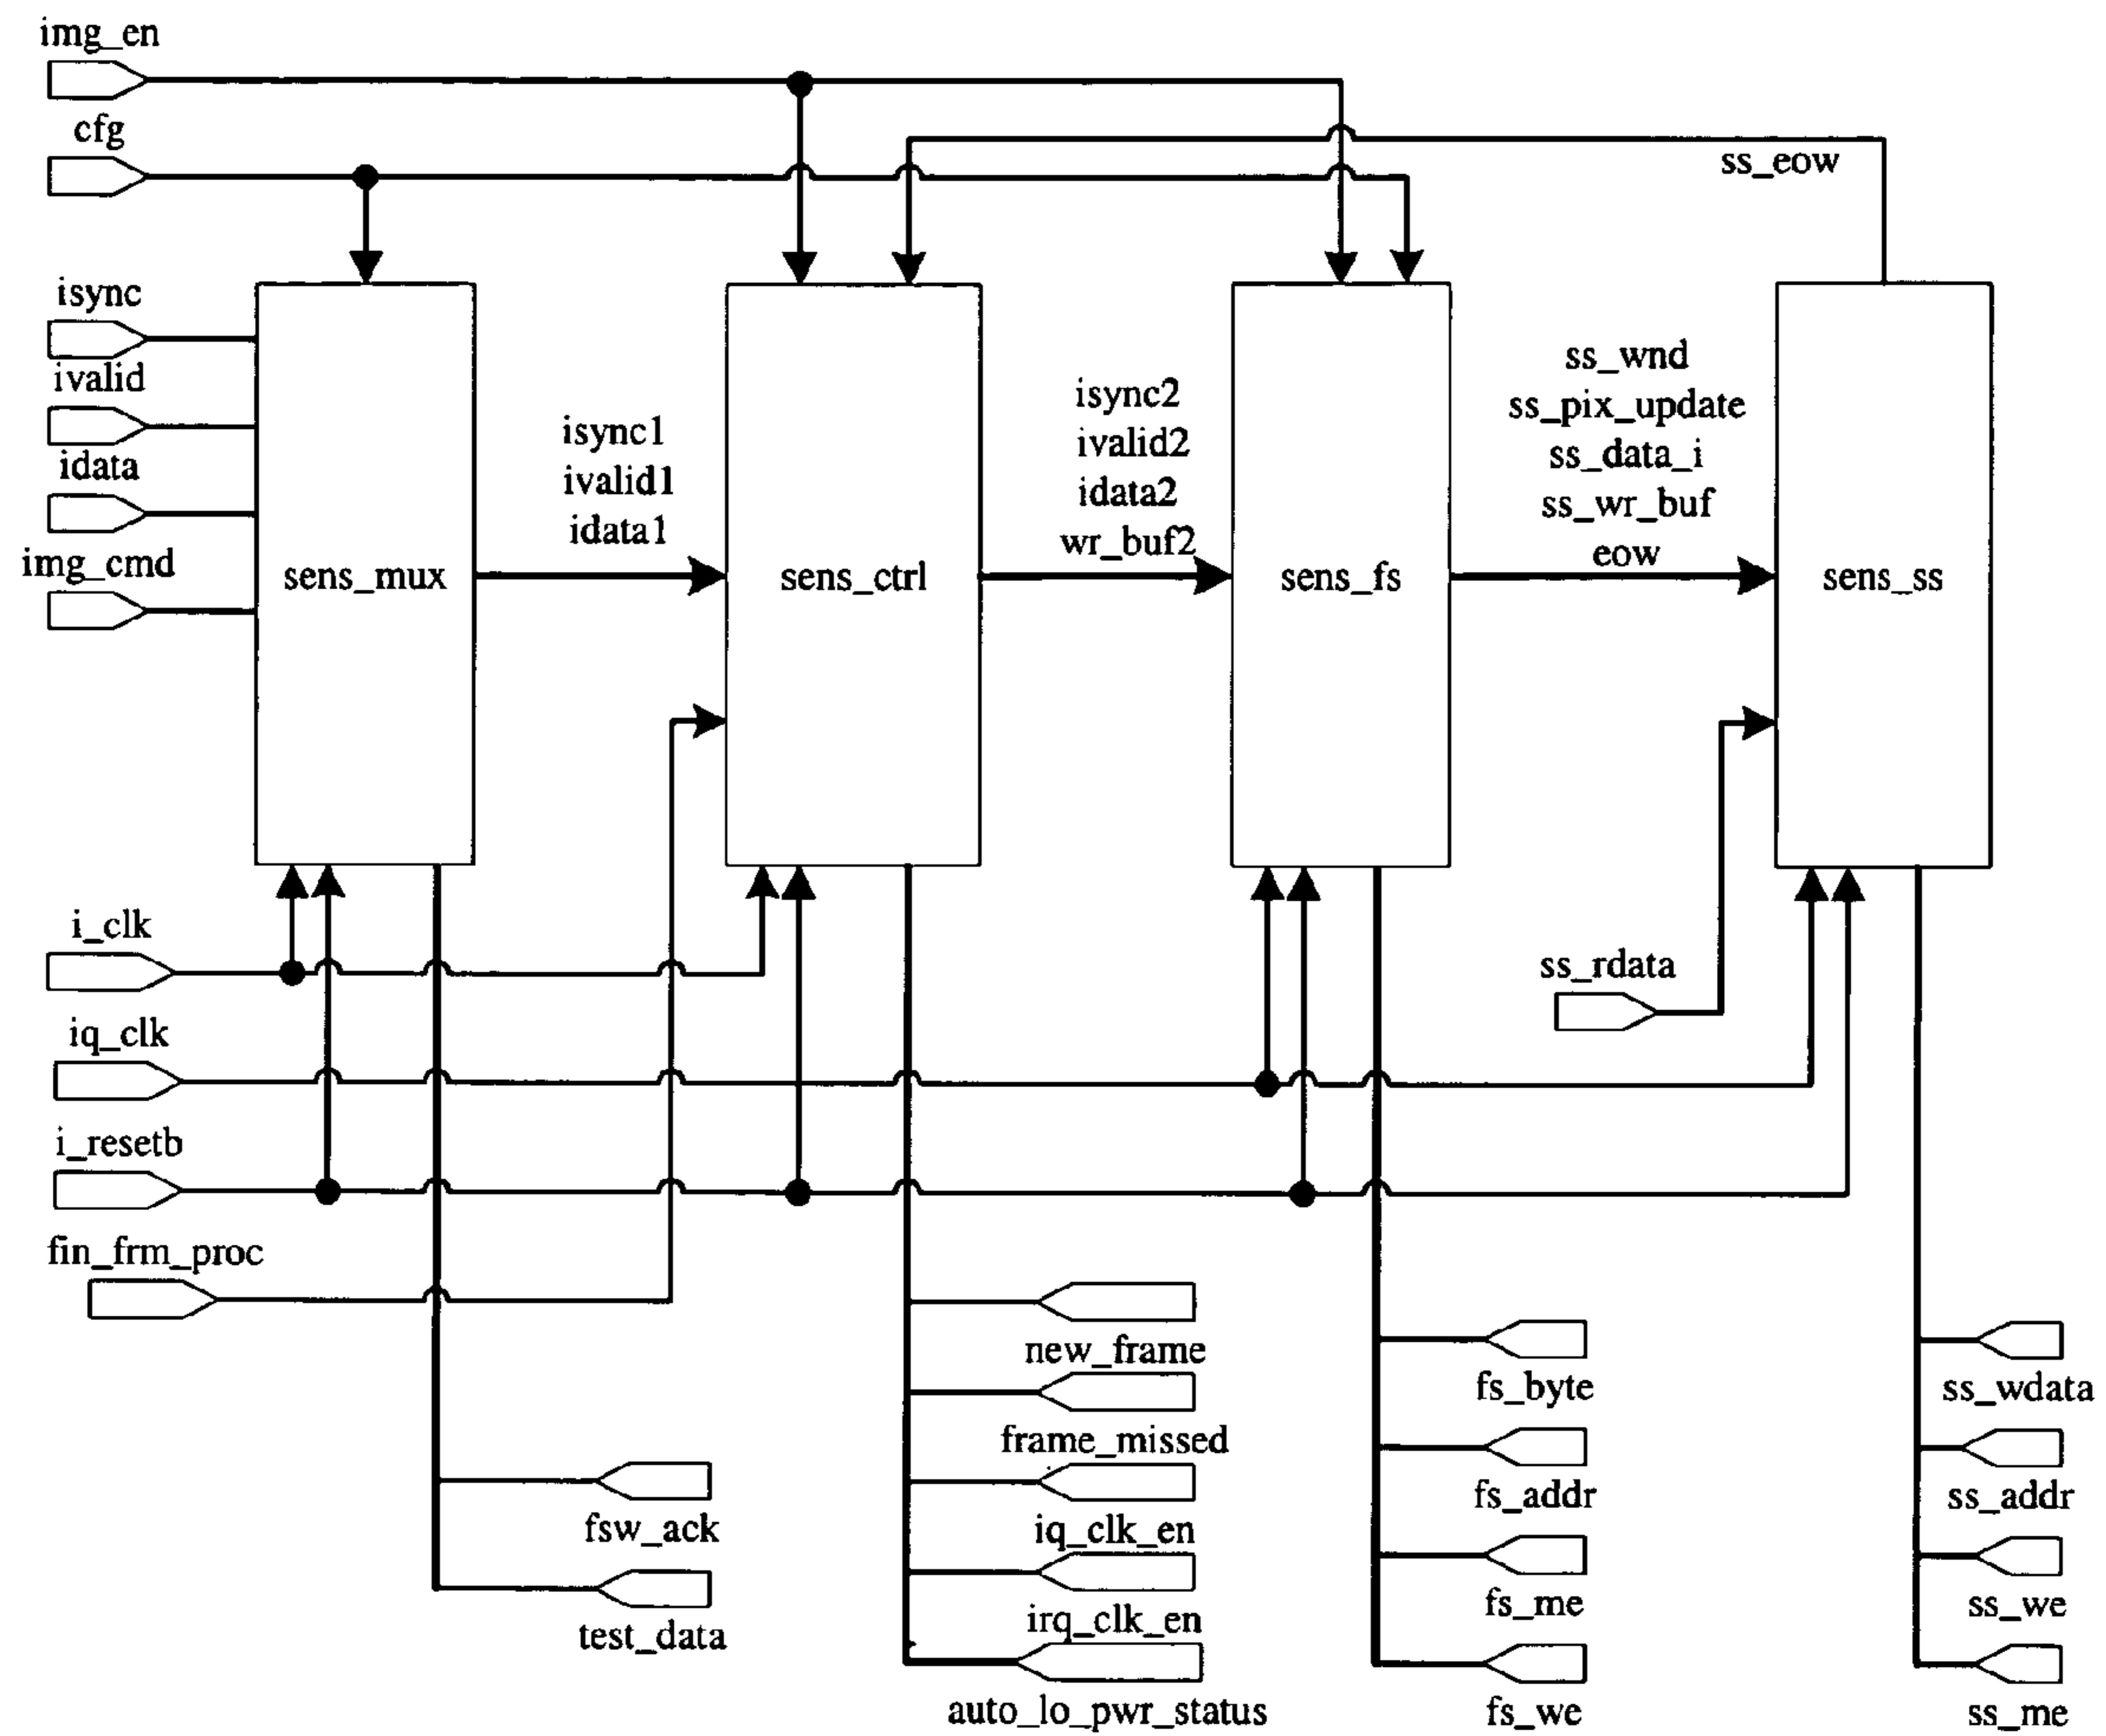 img_en
cfg
ss_eow
isync
ivalid
idata
img_cmd
sens_mux
isync1
ivalid1
idata1
sens_ctrl
isync2
ivalid2
idata2
wr_buf2
sens_fs
ss_wnd
ss_pix_update
ss_data_i
ss_wr_buf
eow
sens_ss
i_clk
iq_clk
i_resetb
fin_frm_proc
ss_rdata
fsw_ack
test_data
new_frame
frame_missed
iq_clk_en
irq_clk_en
auto_lo_pwr_status
fs_byte
fs_addr
fs_me
fs_we
ss_wdata
ss_addr
ss_we
ss_me